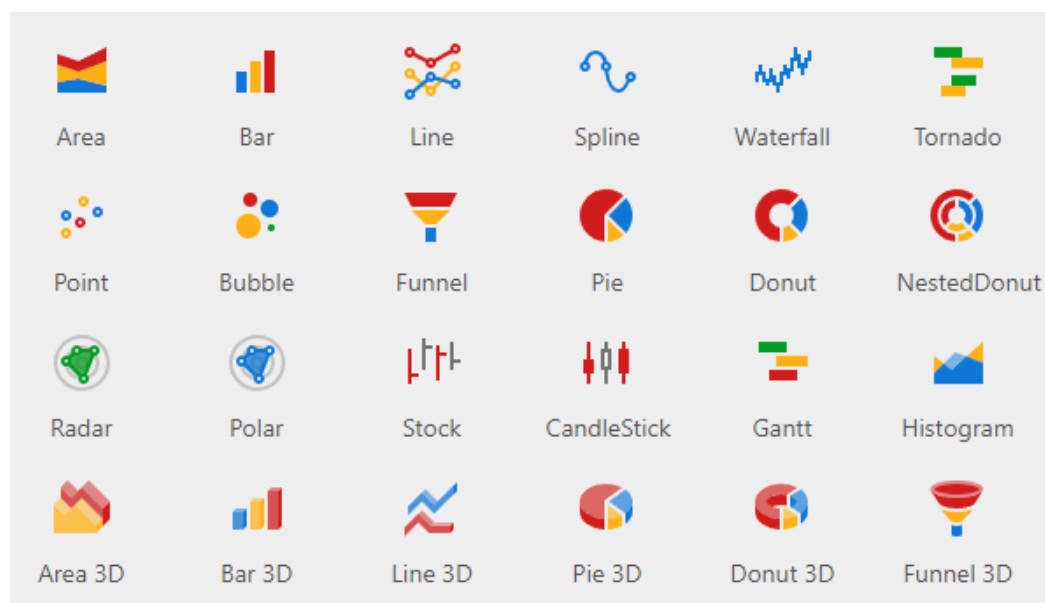 Area Bar Line Spline Waterfall Tornado
Point Bubble Funnel Pie Donut NestedDonut
Radar Polar Stock CandleStick Gantt Histogram
Area 3D Bar 3D Line 3D Pie 3D Donut 3D Funnel 3D